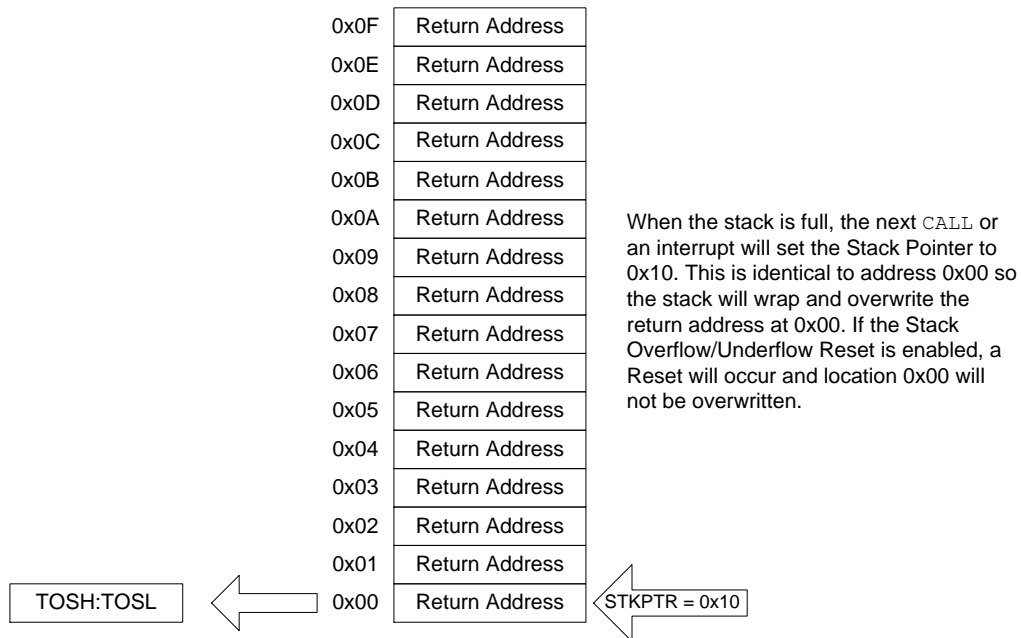 0x0F Return Address
0x0E Return Address
0x0D Return Address
0x0C Return Address
0x0B Return Address
0x0A Return Address
0x09 Return Address
0x08 Return Address
0x07 Return Address
0x06 Return Address
0x05 Return Address
0x04 Return Address
0x03 Return Address
0x02 Return Address
0x01 Return Address
TOSH:TOSL 0x00 Return Address STKPTR = 0x10
When the stack is full, the next CALL or
an interrupt will set the Stack Pointer to
0x10. This is identical to address 0x00 so
the stack will wrap and overwrite the
return address at 0x00. If the Stack
Overflow/Underflow Reset is enabled, a
Reset will occur and location 0x00 will
not be overwritten.